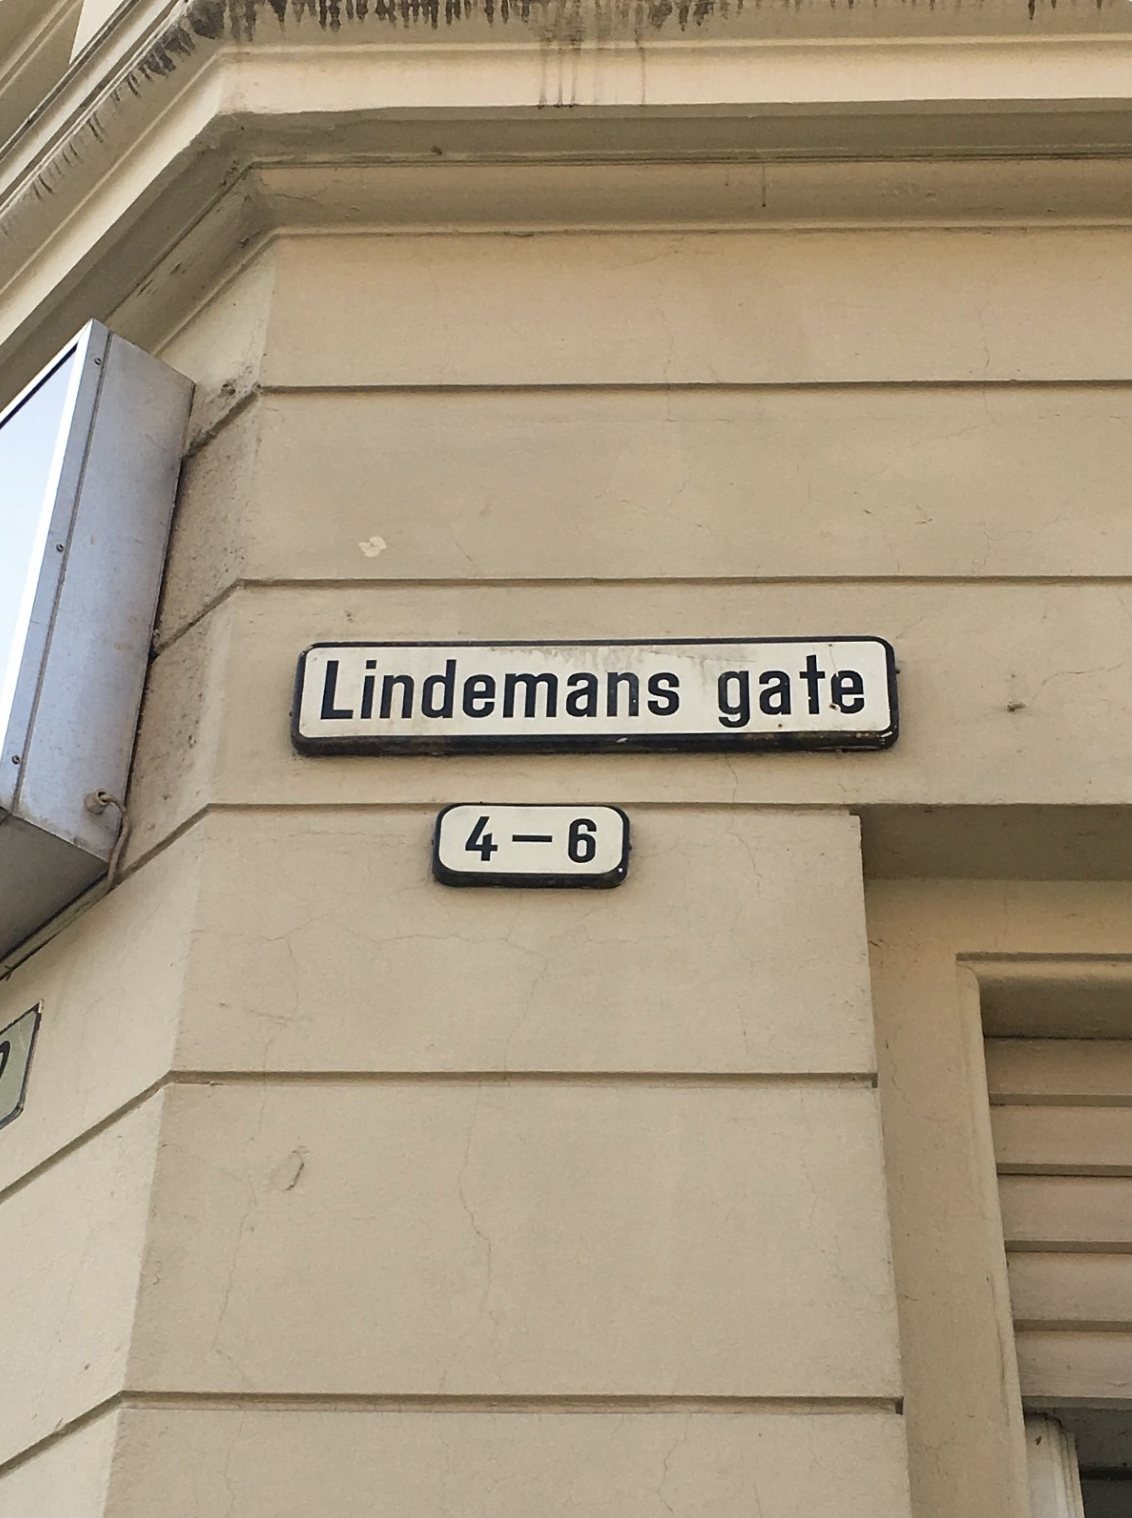 Lindemans gate
4 – 6